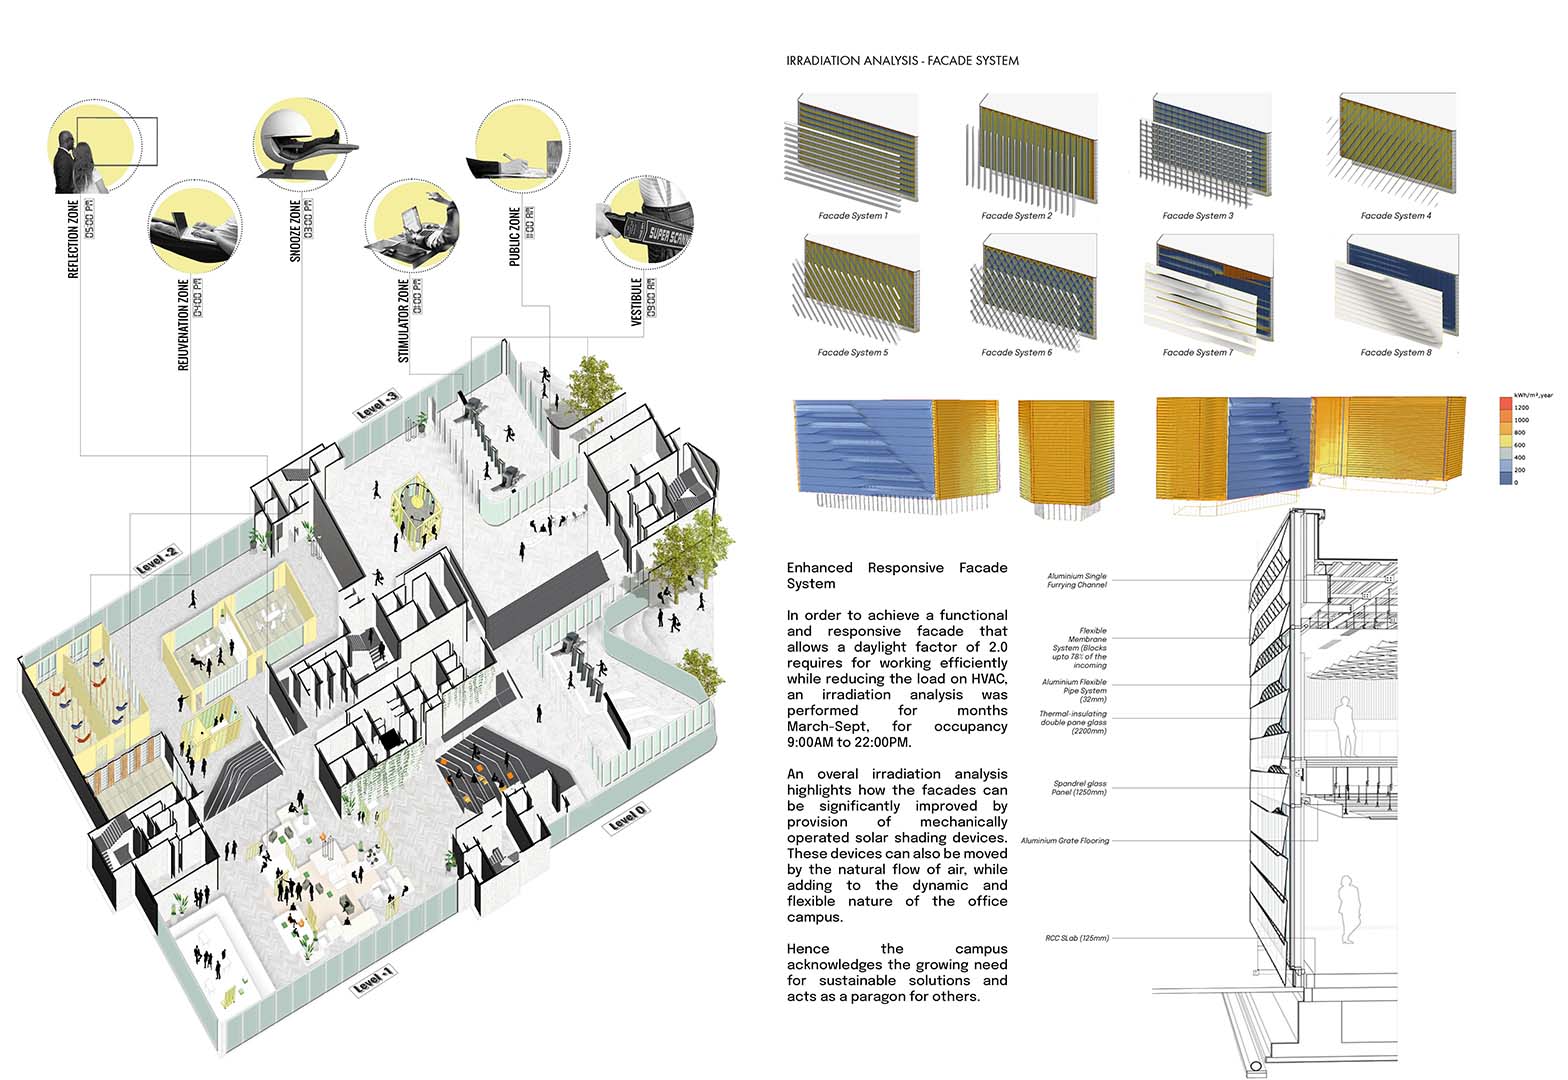 REFLECTION ZONE
05:00 PM
REJUVENATION ZONE
04:00 PM
SNOOZE ZONE
03:00 PM
STIMULATOR ZONE
01:00 PM
PUBLIC ZONE
11:00 AM
VESTIBULE
09:00 AM
SUPER SCANN
Level +3
Level +2
Level 0
Level +1
IRRADIATION ANALYSIS - FACADE SYSTEM
Facade System 1
Facade System 2
Facade System 3
Facade System 4
Facade System 5
Facade System 6
Facade System 7
Facade System 8
kWh/m²,year
1200
1000
800
600
400
200
0
Enhanced Responsive Facade
System
In order to achieve a functional
and responsive facade that
allows a daylight factor of 2.0
requires for working efficiently
while reducing the load on HVAC,
an irradiation analysis was
performed for months
March-Sept, for occupancy
9:00AM to 22:00PM.
An overal irradiation analysis
highlights how the facades can
be significantly improved by
provision of mechanically
operated solar shading devices.
These devices can also be moved
by the natural flow of air, while
adding to the dynamic and
flexible nature of the office
campus.
Hence the campus
acknowledges the growing need
for sustainable solutions and
acts as a paragon for others.
Aluminium Single
Furrying Channel
Flexible
Membrane
System (Blocks
upto 78% of the
incoming
Aluminium Flexible
Pipe System
(32mm)
Thermal-insulating
double pane glass
(2200mm)
Spandrel glass
Panel (1250mm)
Aluminium Grate Flooring
RCC SLab (125mm)